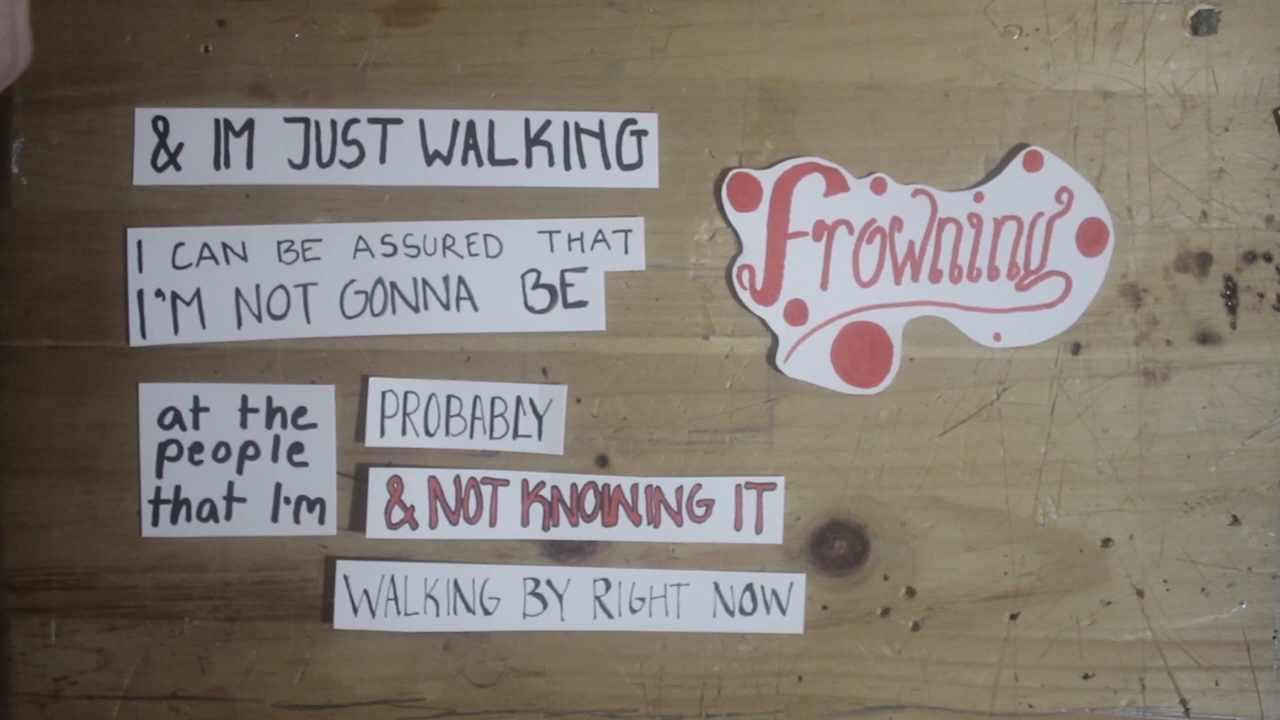 & IM JUST WALKING
I CAN BE ASSURED THAT
I'M NOT GONNA BE
frowning
at the
people
that I'm
PROBABLY
& NOT KNOWING IT
WALKING BY RIGHT NOW